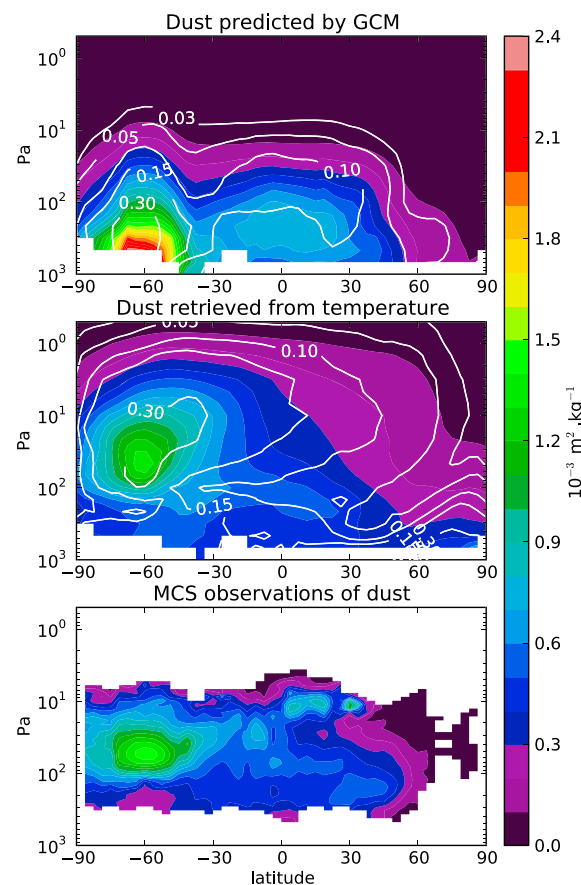 Dust predicted by GCM
10⁰
10¹
10²
10³
Pa
0.03
0.05
0.15
0.10
0.30
−90 −60 −30 0 30 60 90
Dust retrieved from temperature
10⁰
10¹
10²
10³
Pa
0.10
0.30
0.15
−90 −60 −30 0 30 60 90
MCS observations of dust
10⁰
10¹
10²
10³
Pa
−90 −60 −30 0 30 60 90
latitude
2.4
2.1
1.8
1.5
1.2
0.9
0.6
0.3
0.0
10⁻³ m² .kg⁻¹